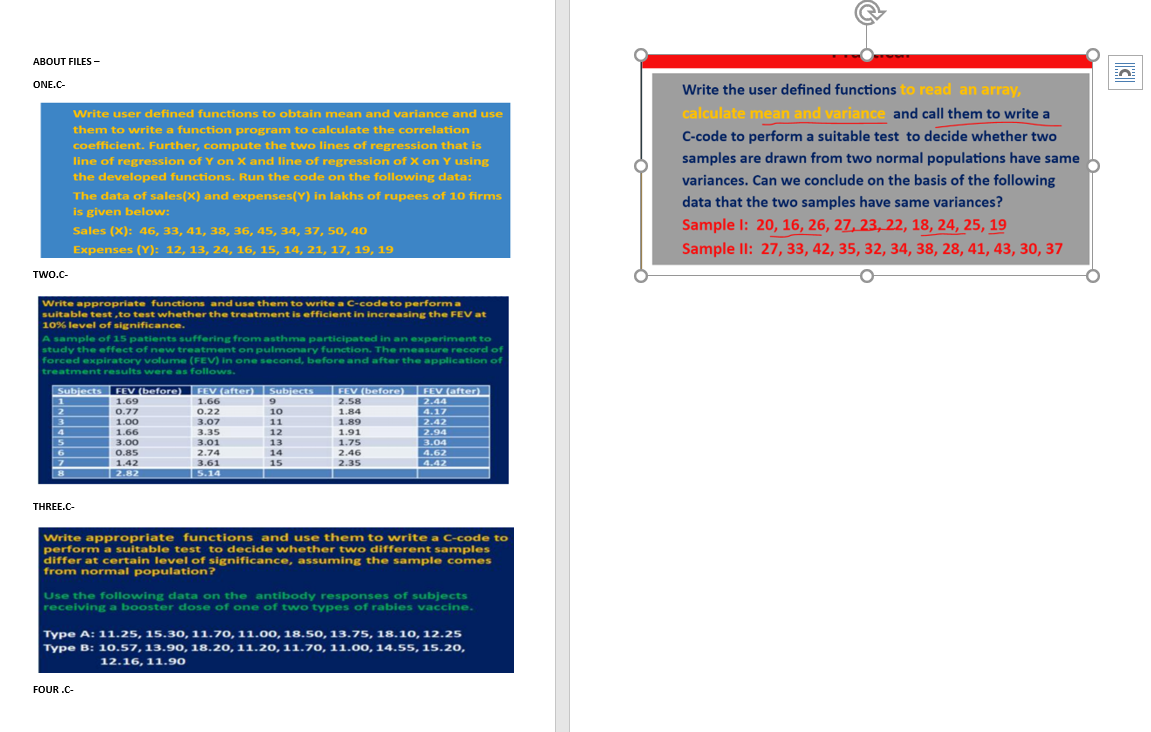 ABOUT FILES –
ONE.C-
Write user defined functions to obtain mean and variance and use
them to write a function program to calculate the correlation
coefficient. Further, compute the two lines of regression that is
line of regression of Y on X and line of regression of X on Y using
the developed functions. Run the code on the following data:
The data of sales(X) and expenses(Y) in lakhs of rupees of 10 firms
is given below:
Sales (X): 46, 33, 41, 38, 36, 45, 34, 37, 50, 40
Expenses (Y): 12, 13, 24, 16, 15, 14, 21, 17, 19, 19
TWO.C-
Write appropriate functions and use them to write a C-code to perform a
suitable test ,to test whether the treatment is efficient in increasing the FEV at
10% level of significance.
A sample of 15 patients suffering from asthma participated in an experiment to
study the effect of new treatment on pulmonary function. The measure record of
forced expiratory volume (FEV) in one second, before and after the application of
treatment results were as follows.
Subjects FEV (before) FEV (after) Subjects FEV (before) FEV (after)
1 1.69 1.66 9 2.58 2.44
2 0.77 0.22 10 1.84 4.17
3 1.00 3.07 11 1.89 2.42
4 1.66 3.35 12 1.91 2.94
5 3.00 3.01 13 1.75 3.04
6 0.85 2.74 14 2.46 4.62
7 1.42 3.61 15 2.35 4.42
8 2.82 5.14
THREE.C-
Write appropriate functions and use them to write a C-code to
perform a suitable test to decide whether two different samples
differ at certain level of significance, assuming the sample comes
from normal population?
Use the following data on the antibody responses of subjects
receiving a booster dose of one of two types of rabies vaccine.
Type A: 11.25, 15.30, 11.70, 11.00, 18.50, 13.75, 18.10, 12.25
Type B: 10.57, 13.90, 18.20, 11.20, 11.70, 11.00, 14.55, 15.20,
12.16, 11.90
FOUR .C-
Write the user defined functions to read an array,
calculate mean and variance and call them to write a
C-code to perform a suitable test to decide whether two
samples are drawn from two normal populations have same
variances. Can we conclude on the basis of the following
data that the two samples have same variances?
Sample I: 20, 16, 26, 27, 23, 22, 18, 24, 25, 19
Sample II: 27, 33, 42, 35, 32, 34, 38, 28, 41, 43, 30, 37